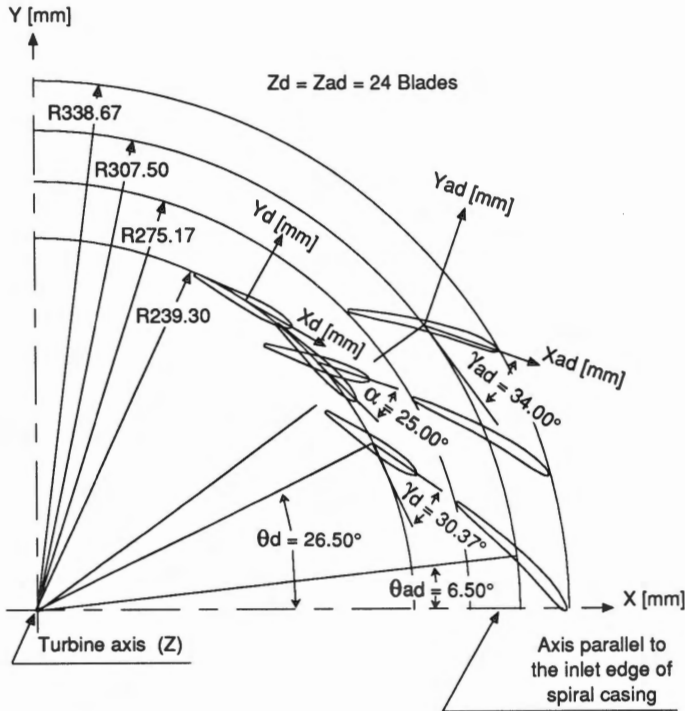 Y [mm]
Zd = Zad = 24 Blades
R338.67
R307.50
R275.17
R239.30
Yad [mm]
Yd [mm]
Xd [mm]
Xad [mm]
γad = 34.00°
α = 25.00°
γd = 30.37°
θd = 26.50°
θad = 6.50°
X [mm]
Turbine axis (Z)
Axis parallel to
the inlet edge of
spiral casing